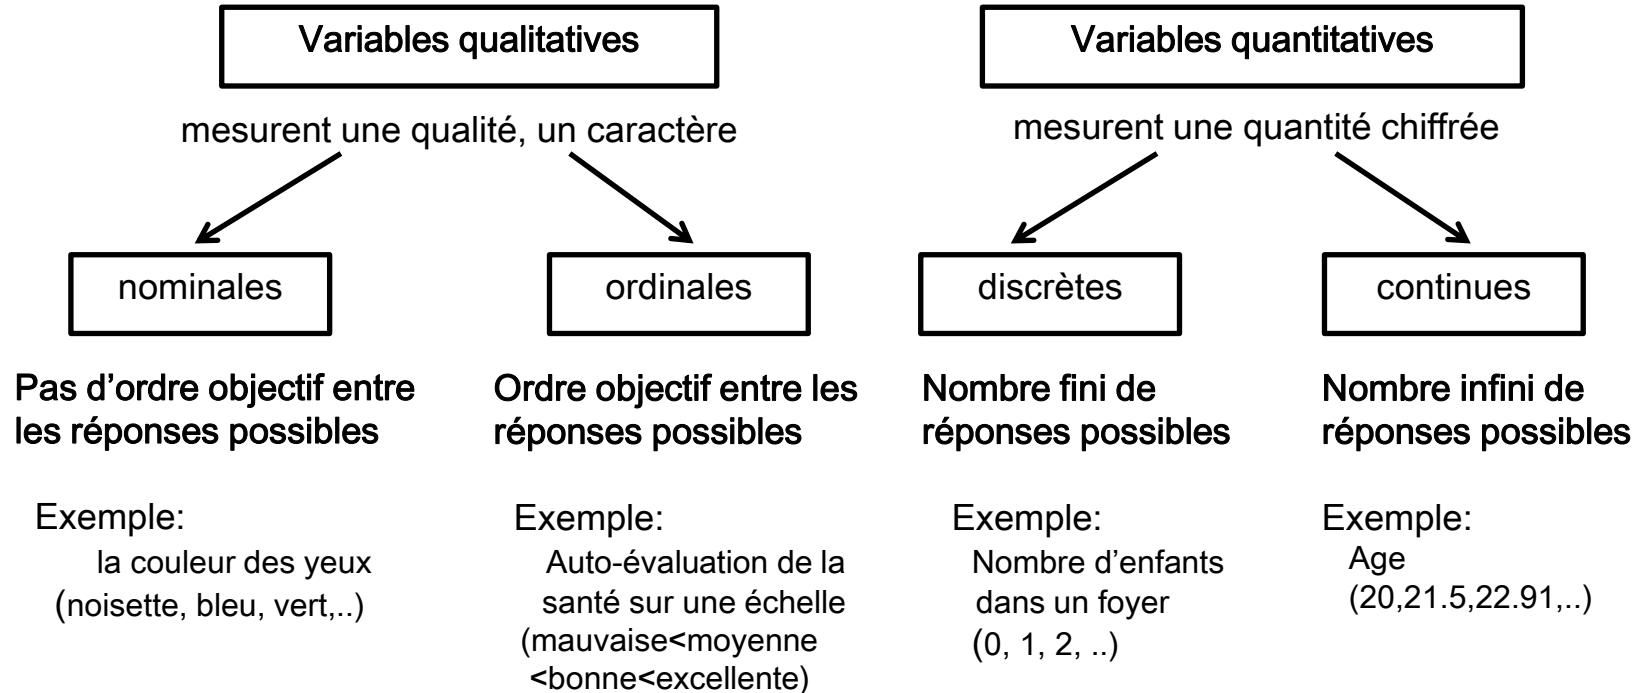 Variables qualitatives
mesurent une qualité, un caractère
nominales
Pas d’ordre objectif entre
les réponses possibles
Exemple:
la couleur des yeux
(noisette, bleu, vert,..)
ordinales
Ordre objectif entre les
réponses possibles
Exemple:
Auto-évaluation de la
santé sur une échelle
(mauvaise<moyenne
<bonne<excellente)
Variables quantitatives
mesurent une quantité chiffrée
discrètes
Nombre fini de
réponses possibles
Exemple:
Nombre d’enfants
dans un foyer
(0, 1, 2, ..)
continues
Nombre infini de
réponses possibles
Exemple:
Age
(20,21.5,22.91,..)